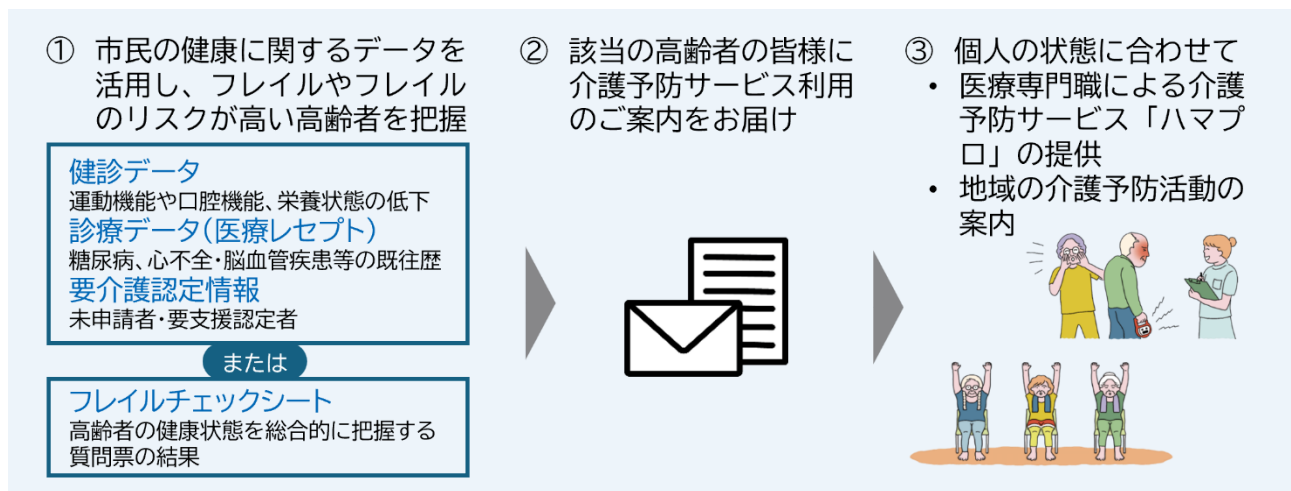 ① 市民の健康に関するデータを
活用し、フレイルやフレイル
のリスクが高い高齢者を把握
健診データ
運動機能や口腔機能、栄養状態の低下
診療データ(医療レセプト)
糖尿病、心不全・脳血管疾患等の既往歴
要介護認定情報
未申請者・要支援認定者
または
フレイルチェックシート
高齢者の健康状態を総合的に把握する
質問票の結果
② 該当の高齢者の皆様に
介護予防サービス利用
のご案内をお届け
③ 個人の状態に合わせて
• 医療専門職による介護
予防サービス「ハマプ
ロ」の提供
• 地域の介護予防活動の
案内